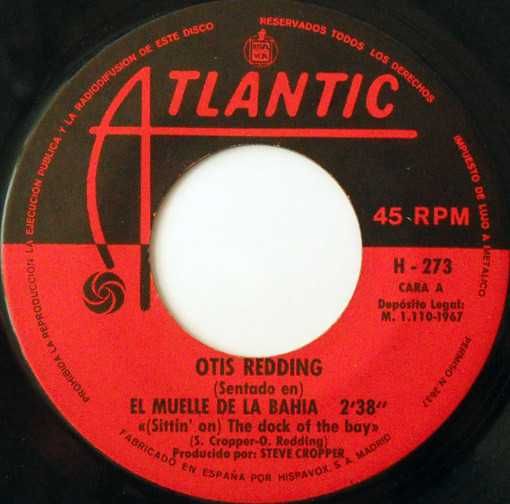 RESERVADOS TODOS LOS DERECHOS
PROHIBIDA LA REPRODUCCION LA EJECUCION PUBLICA Y LA RADIODIFUSION DE ESTE DISCO
HISPA VOX
ATLANTIC
IMPUESTO DE LUJO A METALICO
45 RPM
H - 273
CARA A
Depósito Legal:
M. 1.110-1967
OTIS REDDING
(Sentado en)
EL MUELLE DE LA BAHIA 2'38"
«(Sittin' on) The dock of the bay»
(S. Cropper-O. Redding)
Producido por: STEVE CROPPER
FABRICADO EN ESPAÑA POR HISPAVOX, S. A. MADRID
PERMISO N